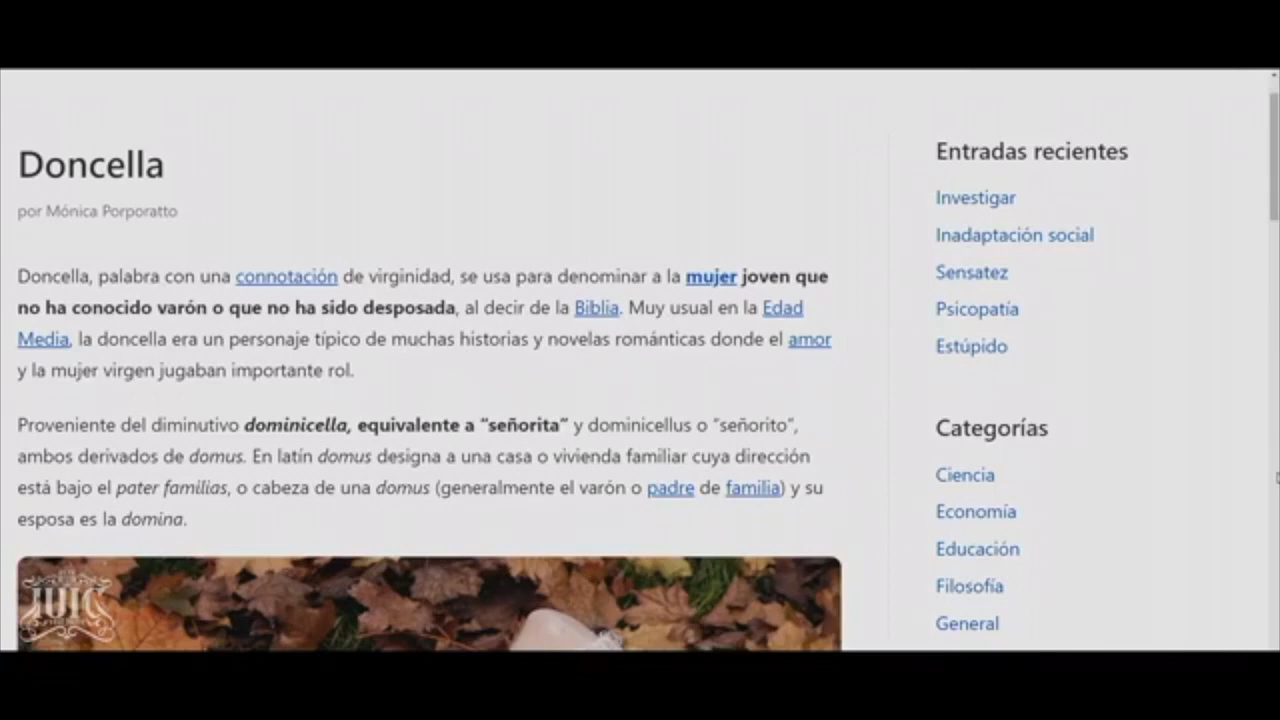 Doncella
por Mónica Porporatto
Doncella, palabra con una connotación de virginidad, se usa para denominar a la mujer joven que
no ha conocido varón o que no ha sido desposada, al decir de la Biblia. Muy usual en la Edad
Media, la doncella era un personaje típico de muchas historias y novelas románticas donde el amor
y la mujer virgen jugaban importante rol.
Proveniente del diminutivo dominicella, equivalente a “señorita” y dominicellus o “señorito”,
ambos derivados de domus. En latín domus designa a una casa o vivienda familiar cuya dirección
está bajo el pater familias, o cabeza de una domus (generalmente el varón o padre de familia) y su
esposa es la domina.
IUIC
Entradas recientes
Investigar
Inadaptación social
Sensatez
Psicopatía
Estúpido
Categorías
Ciencia
Economía
Educación
Filosofía
General